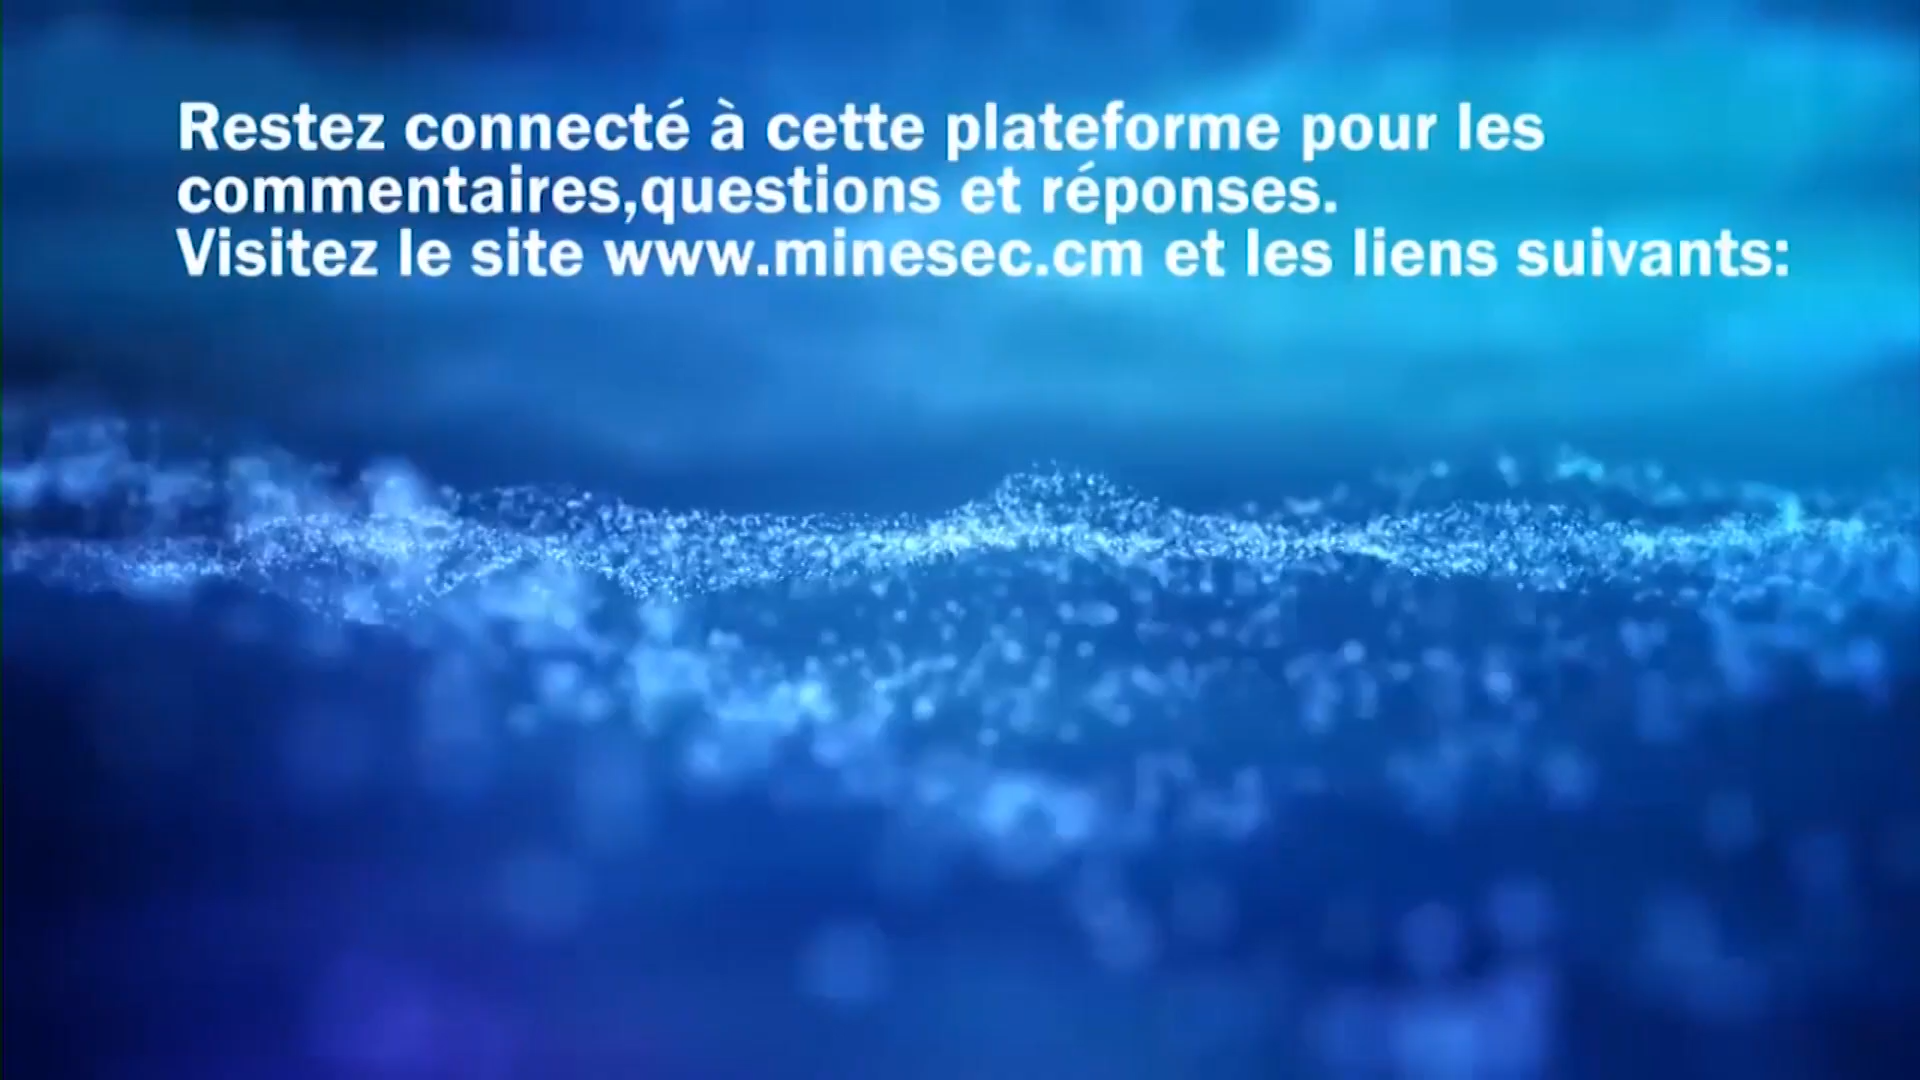 Restez connecté à cette plateforme pour les
commentaires,questions et réponses.
Visitez le site www.minesec.cm et les liens suivants: